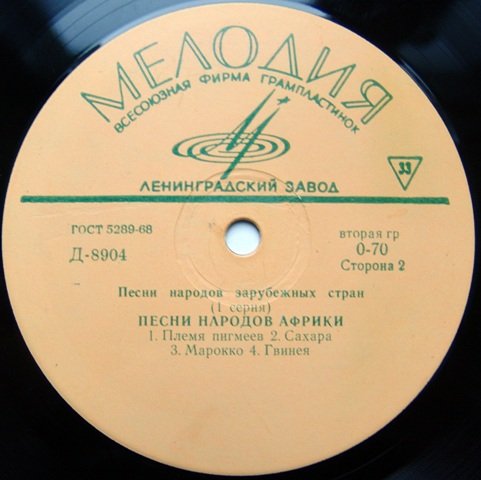 МЕЛОДИЯ
ВСЕСОЮЗНАЯ ФИРМА ГРАМПЛАСТИНОК
33
ЛЕНИНГРАДСКИЙ ЗАВОД
ГОСТ 5289-68
вторая гр
Д-8904
0-70
Сторона 2
Песни народов зарубежных стран
(1 серия)
ПЕСНИ НАРОДОВ АФРИКИ
1. Племя пигмеев 2. Сахара
3. Марокко 4. Гвинея